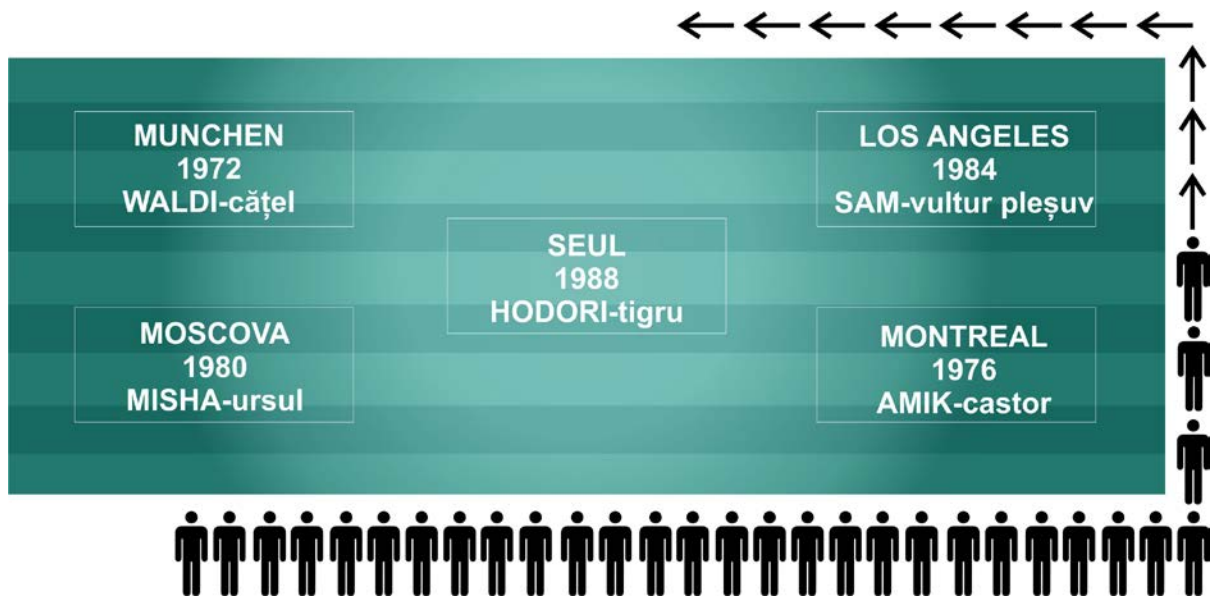 MUNCHEN
1972
WALDI-cățel
LOS ANGELES
1984
SAM-vultur pleșuv
SEUL
1988
HODORI-tigru
MOSCOVA
1980
MISHA-ursul
MONTREAL
1976
AMIK-castor